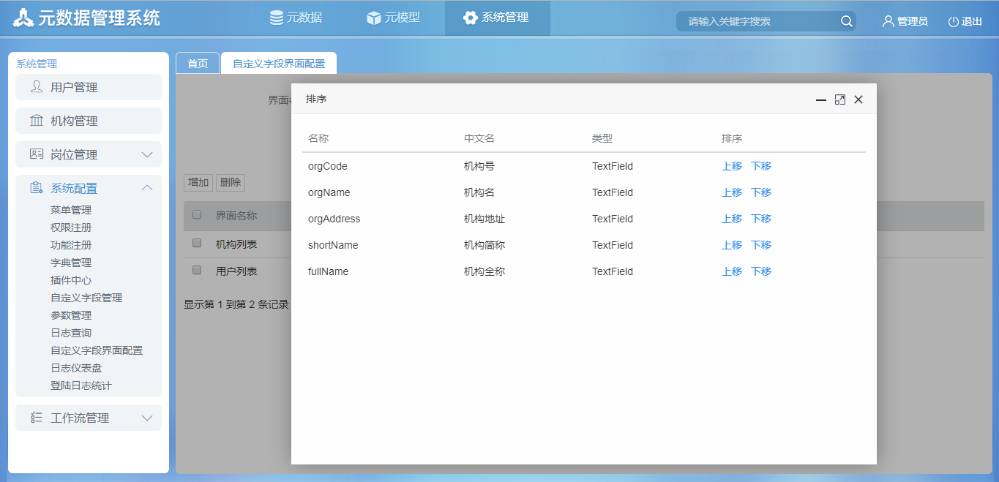 元数据管理系统
元数据
元模型
系统管理
请输入关键字搜索
管理员
退出
系统管理
用户管理
机构管理
岗位管理
系统配置
菜单管理
权限注册
功能注册
字典管理
插件中心
自定义字段管理
参数管理
日志查询
自定义字段界面配置
日志仪表盘
登陆日志统计
工作流管理
首页
自定义字段界面配置
界面
增加 删除
界面名称
机构列表
用户列表
显示第 1 到第 2 条记录
排序
名称 中文名 类型 排序
orgCode 机构号 TextField 上移 下移
orgName 机构名 TextField 上移 下移
orgAddress 机构地址 TextField 上移 下移
shortName 机构简称 TextField 上移 下移
fullName 机构全称 TextField 上移 下移